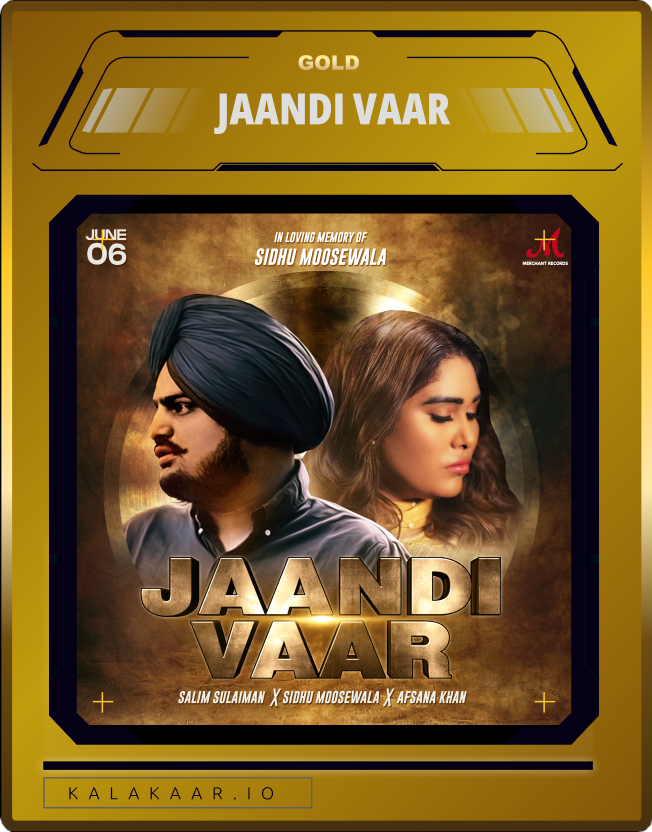 GOLD
JAANDI VAAR
JUNE
06
IN LOVING MEMORY OF
SIDHU MOOSEWALA
M
MERCHANT RECORDS
JAANDI
VAAR
SALIM SULAIMAN X SIDHU MOOSEWALA X AFSANA KHAN
KALAKAAR.IO